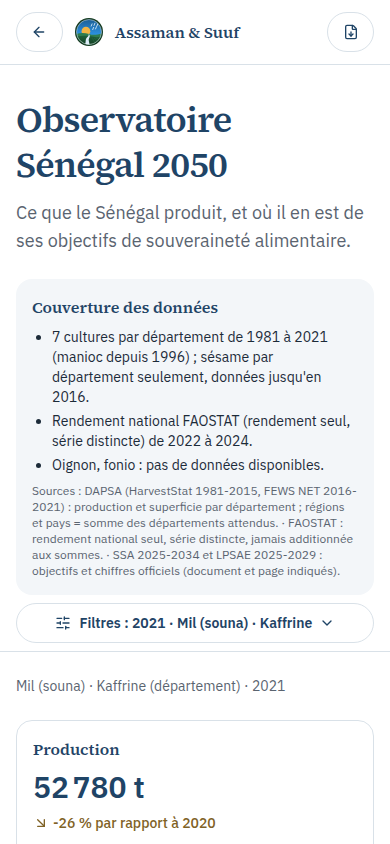 Assaman & Suuf
Observatoire
Sénégal 2050
Ce que le Sénégal produit, et où il en est de
ses objectifs de souveraineté alimentaire.
Couverture des données
• 7 cultures par département de 1981 à 2021
(manioc depuis 1996) ; sésame par
département seulement, données jusqu'en
2016.
• Rendement national FAOSTAT (rendement seul,
série distincte) de 2022 à 2024.
• Oignon, fonio : pas de données disponibles.
Sources : DAPSA (HarvestStat 1981-2015, FEWS NET 2016-
2021) : production et superficie par département ; régions
et pays = somme des départements attendus. · FAOSTAT :
rendement national seul, série distincte, jamais additionnée
aux sommes. · SSA 2025-2034 et LPSAE 2025-2029 :
objectifs et chiffres officiels (document et page indiqués).
Filtres : 2021 · Mil (souna) · Kaffrine
Mil (souna) · Kaffrine (département) · 2021
Production
52 780 t
-26 % par rapport à 2020